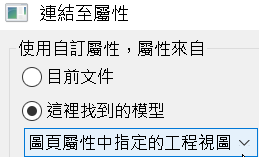 連結至屬性
使用自訂屬性，屬性來自
目前文件
這裡找到的模型
圖頁屬性中指定的工程視圖